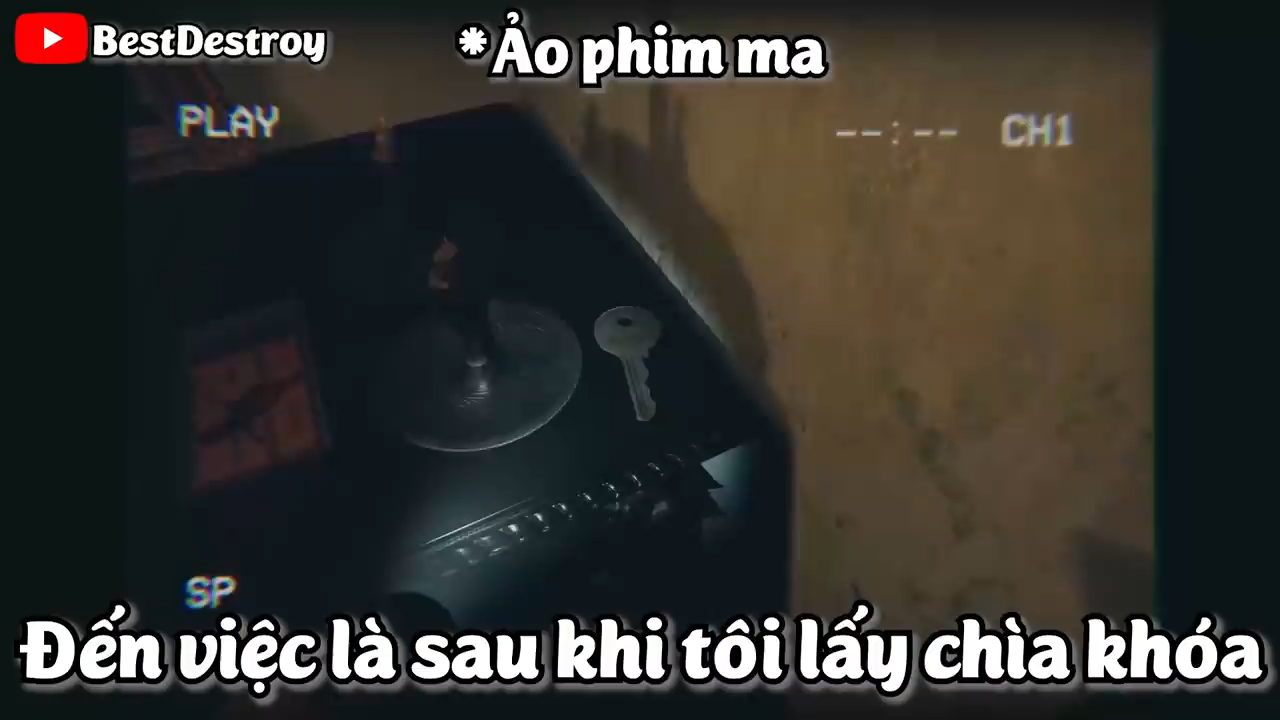 BestDestroy
*Ảo phim ma
PLAY
--:-- CH1
SP
Đến việc là sau khi tôi lấy chìa khóa